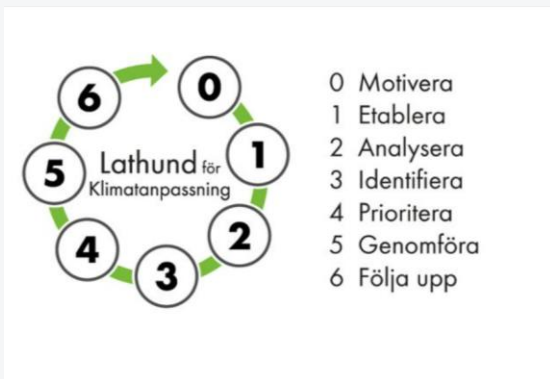 0
1
2
3
4
5
6
Lathund för
Klimatanpassning
0 Motivera
1 Etablera
2 Analysera
3 Identifiera
4 Prioritera
5 Genomföra
6 Följa upp